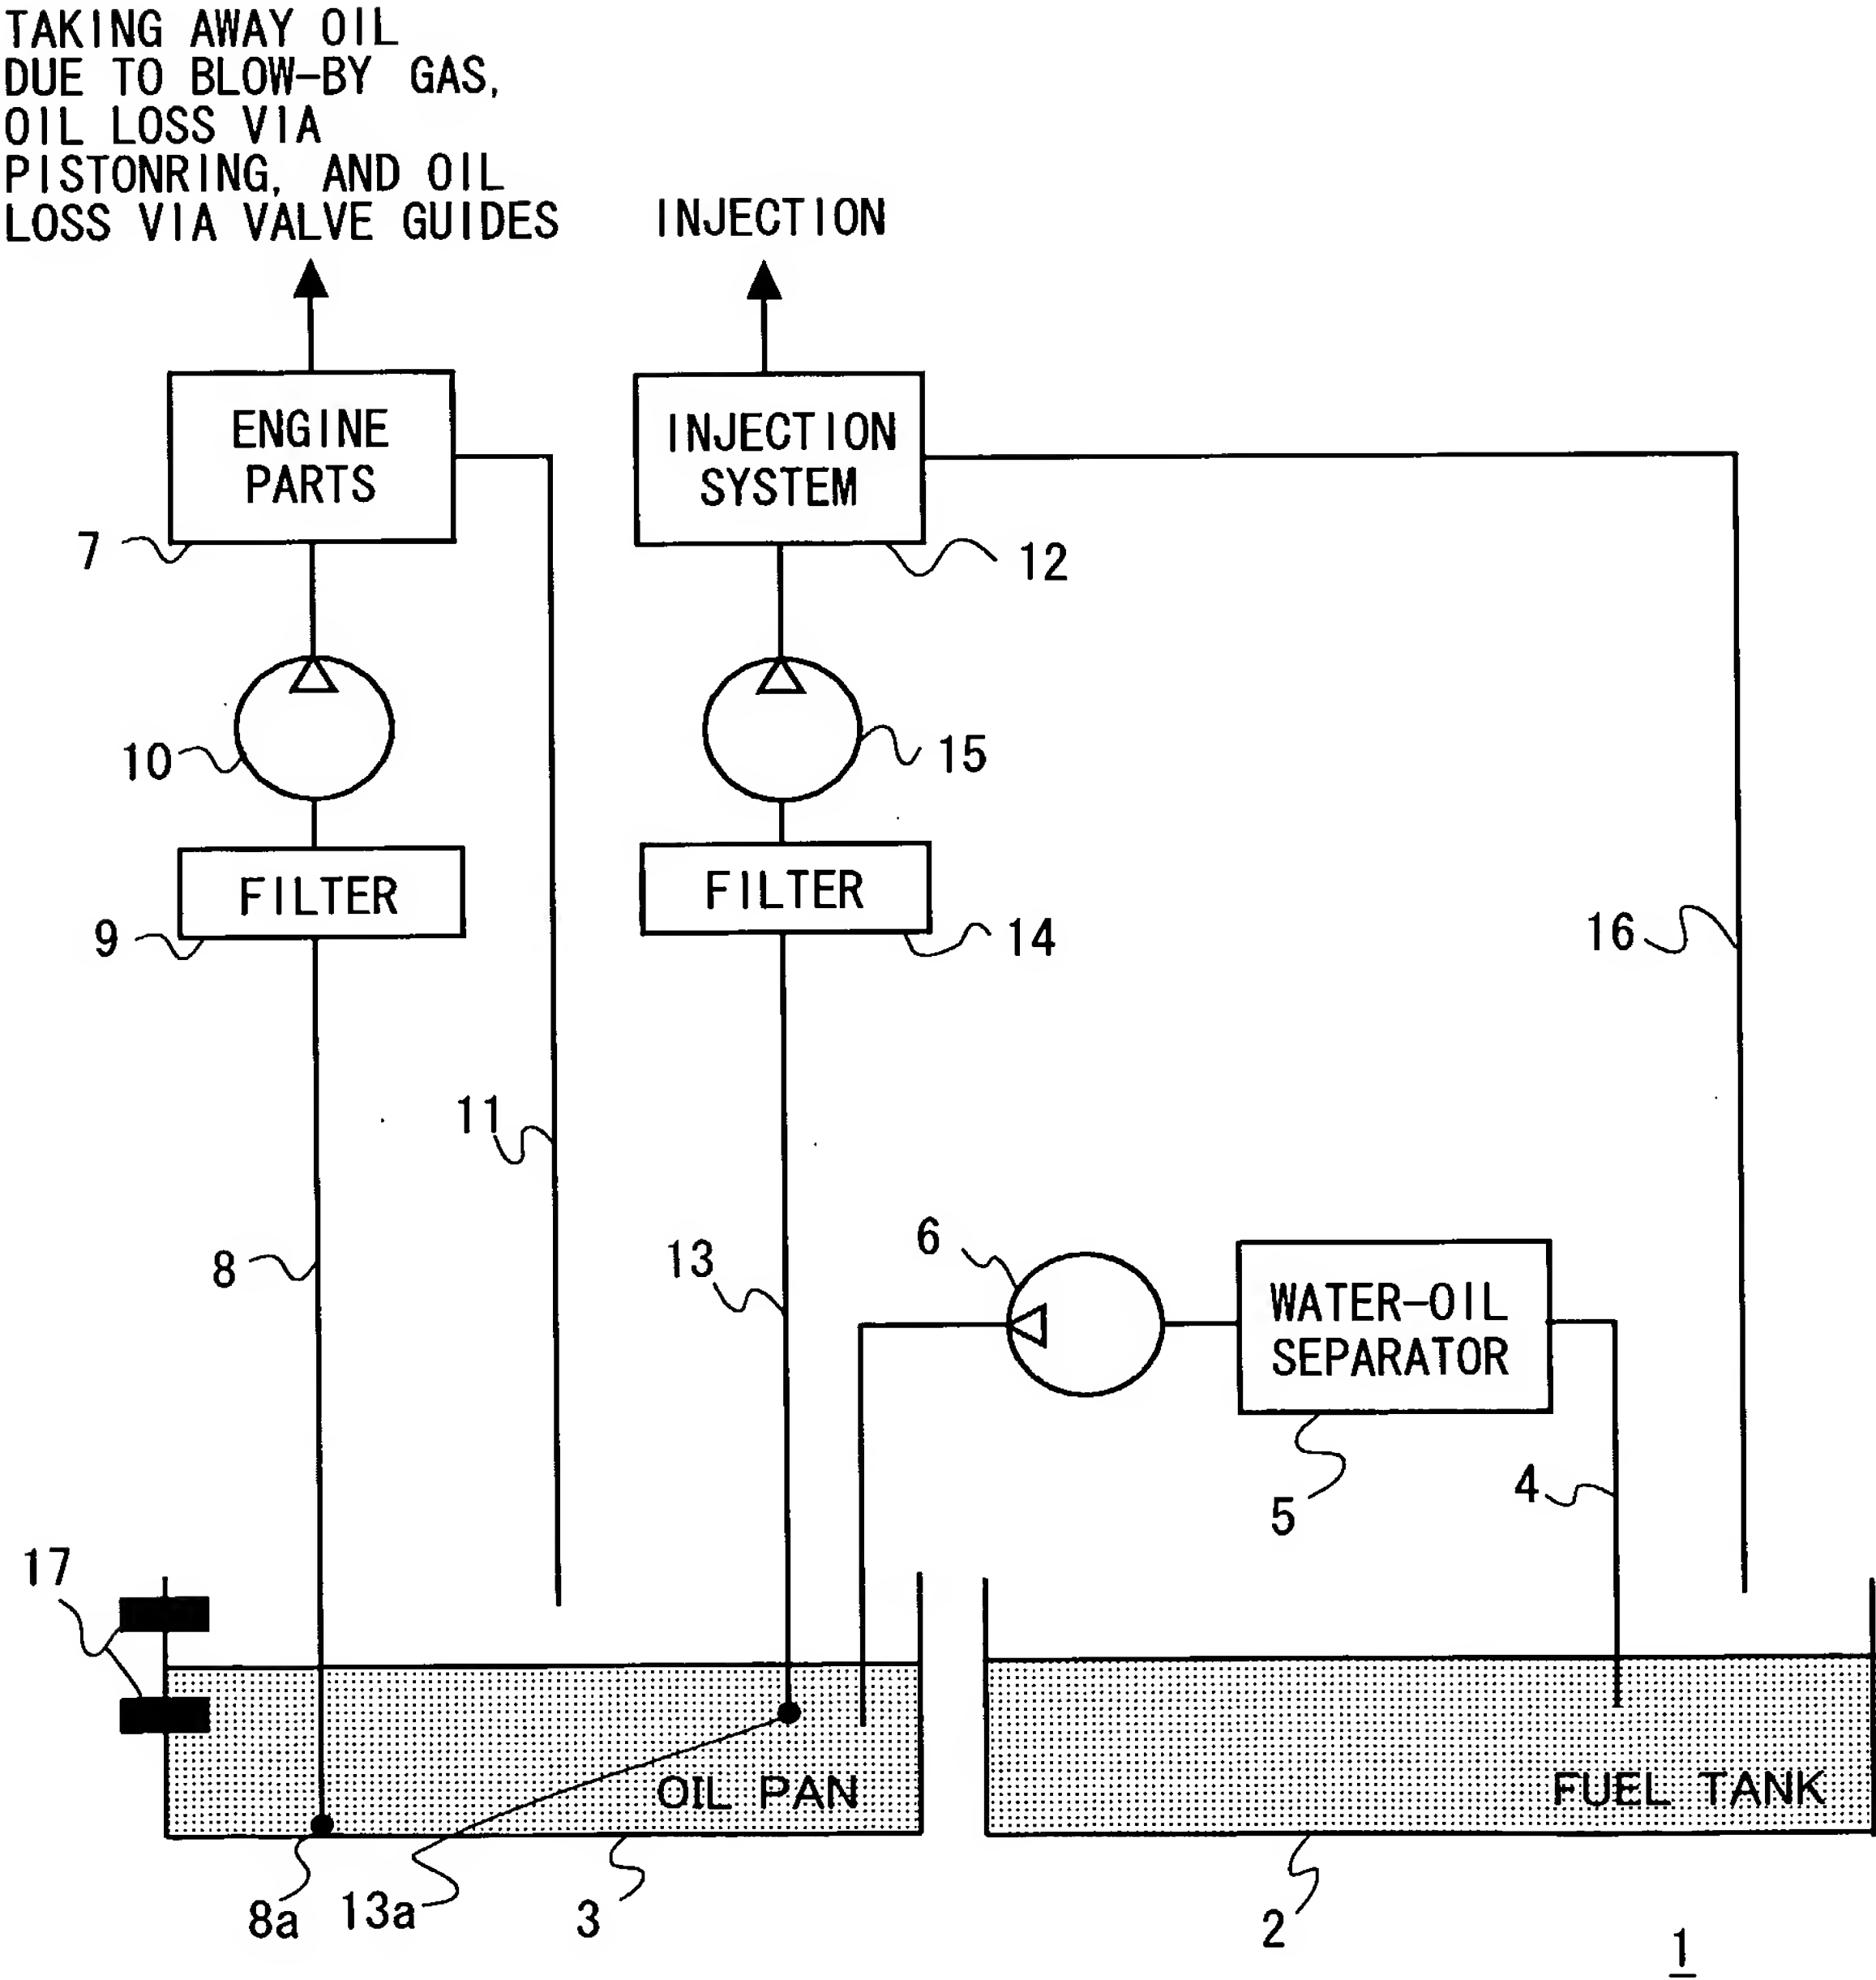 TAKING AWAY OIL
DUE TO BLOW-BY GAS,
OIL LOSS VIA
PISTONRING, AND OIL
LOSS VIA VALVE GUIDES
INJECTION
ENGINE
PARTS
INJECTION
SYSTEM
7
12
10
15
FILTER
FILTER
9
14
16
11
8
13
6
WATER-OIL
SEPARATOR
5
4
17
OIL PAN
FUEL TANK
8a
13a
3
2
1